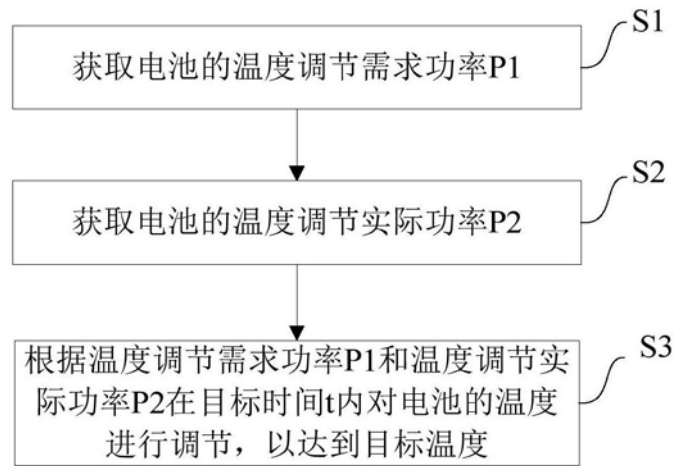 获取电池的温度调节需求功率P1
S1
获取电池的温度调节实际功率P2
S2
根据温度调节需求功率P1和温度调节实
际功率P2在目标时间t内对电池的温度
进行调节，以达到目标温度
S3